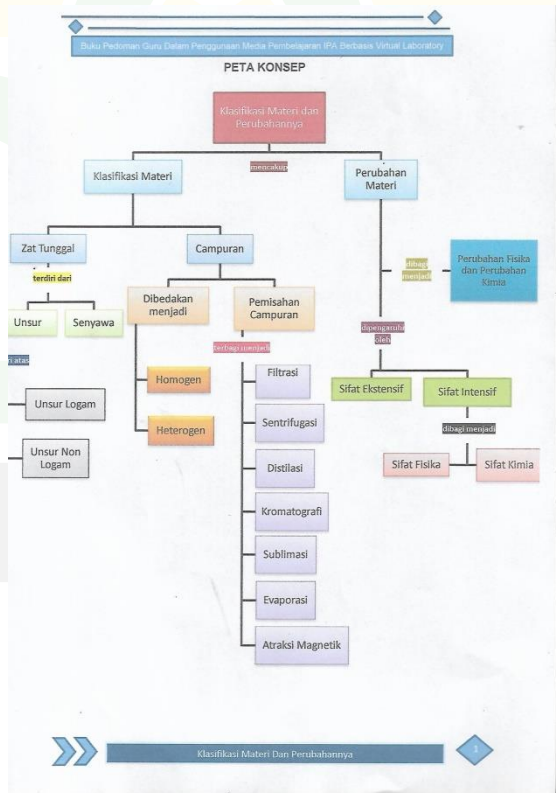 Buku Pedoman Guru Dalam Penggunaan Media Pembelajaran IPA Berbasis Virtual Laboratory
PETA KONSEP
Klasifikasi Materi dan
Perubahannya
mencakup
Klasifikasi Materi
Perubahan
Materi
Zat Tunggal
Campuran
dibagi
menjadi
Perubahan Fisika
dan Perubahan
Kimia
terdiri dari
Unsur
Senyawa
Dibedakan
menjadi
Pemisahan
Campuran
dipengaruhi
oleh
ri atas
terbagi menjadi
Unsur Logam
Unsur Non
Logam
Homogen
Heterogen
Filtrasi
Sentrifugasi
Distilasi
Kromatografi
Sublimasi
Evaporasi
Atraksi Magnetik
Sifat Ekstensif
Sifat Intensif
dibagi menjadi
Sifat Fisika
Sifat Kimia
Klasifikasi Materi Dan Perubahannya
1